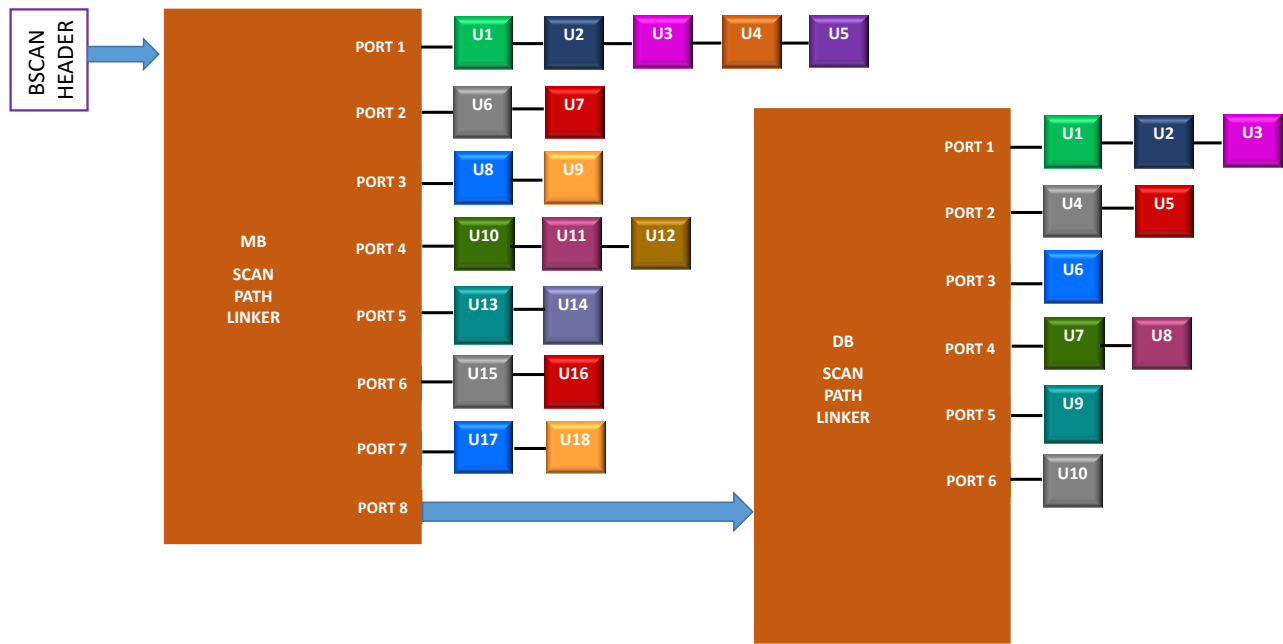 BSCAN
HEADER
MB
SCAN
PATH
LINKER
PORT 1
U1
U2
U3
U4
U5
PORT 2
U6
U7
PORT 3
U8
U9
PORT 4
U10
U11
U12
PORT 5
U13
U14
PORT 6
U15
U16
PORT 7
U17
U18
PORT 8
DB
SCAN
PATH
LINKER
PORT 1
U1
U2
U3
PORT 2
U4
U5
PORT 3
U6
PORT 4
U7
U8
PORT 5
U9
PORT 6
U10